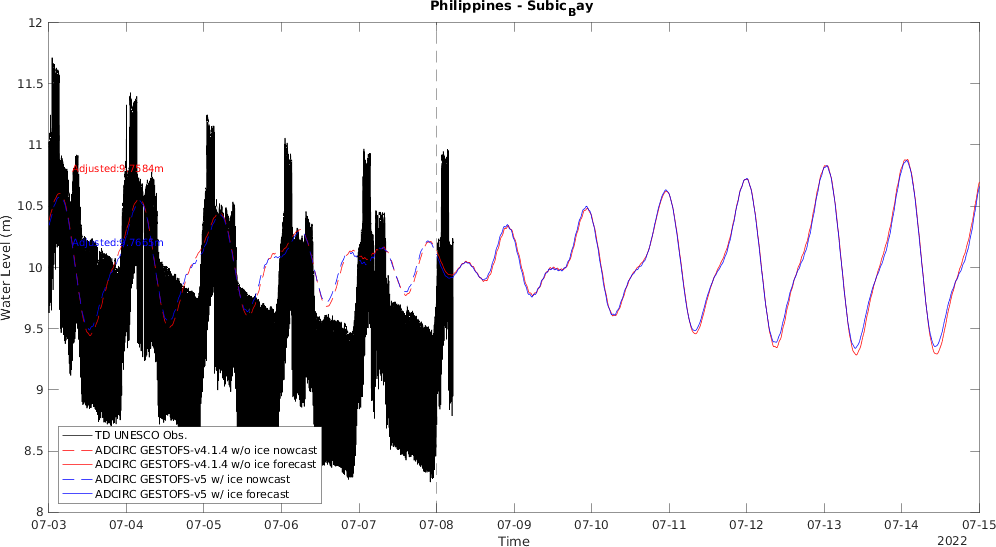 Philippines - Subic_Bay
12
11.5
11
10.5
10
9.5
9
8.5
8
Water Level (m)
Adjusted:9.7684m
TD UNESCO Obs.
ADCIRC GESTOFS-v4.1.4 w/o ice nowcast
ADCIRC GESTOFS-v4.1.4 w/o ice forecast
ADCIRC GESTOFS-v5 w/ ice nowcast
ADCIRC GESTOFS-v5 w/ ice forecast
07-03 07-04 07-05 07-06 07-07 07-08 07-09 07-10 07-11 07-12 07-13 07-14 07-15
Time
2022